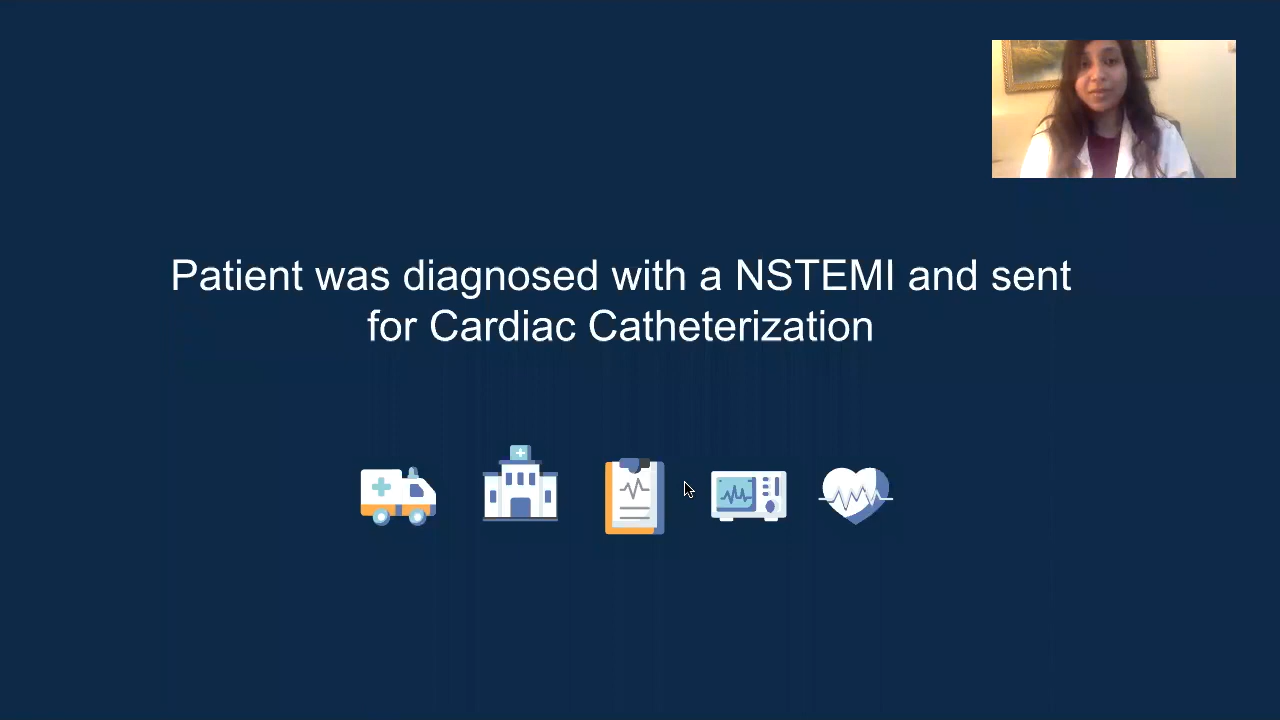 Patient was diagnosed with a NSTEMI and sent
for Cardiac Catheterization